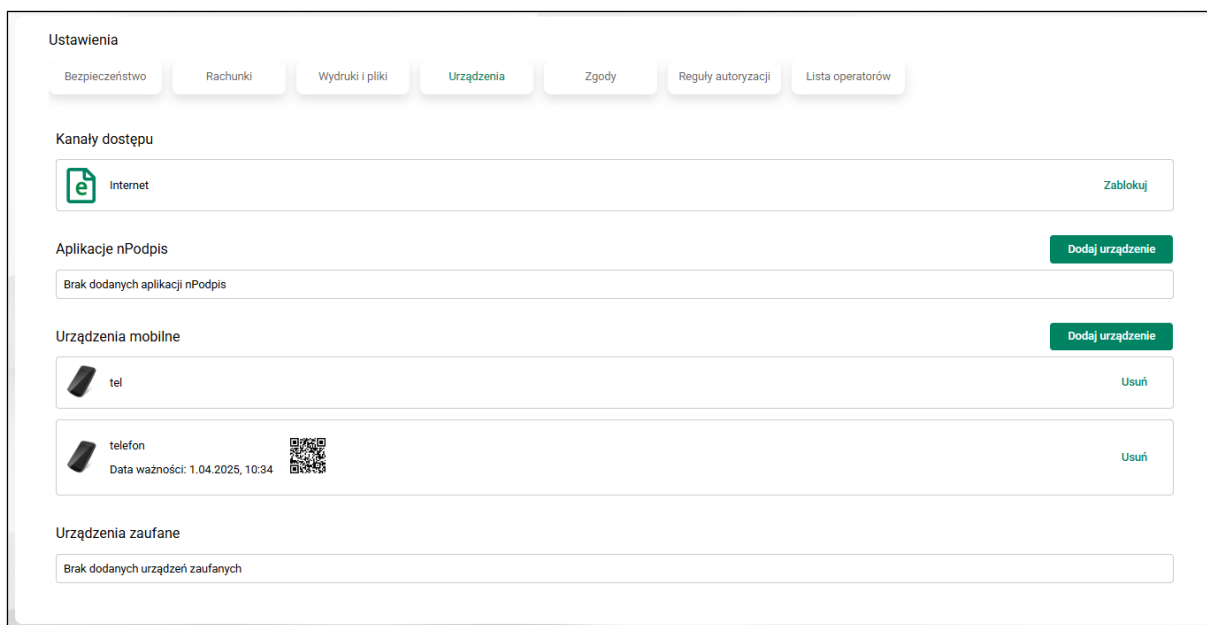 Ustawienia
Bezpieczeństwo Rachunki Wydruki i pliki Urządzenia Zgody Reguły autoryzacji Lista operatorów
Kanały dostępu
e Internet Zablokuj
Aplikacje nPodpis Dodaj urządzenie
Brak dodanych aplikacji nPodpis
Urządzenia mobilne Dodaj urządzenie
tel Usuń
telefon
Data ważności: 1.04.2025, 10:34 Usuń
Urządzenia zaufane
Brak dodanych urządzeń zaufanych